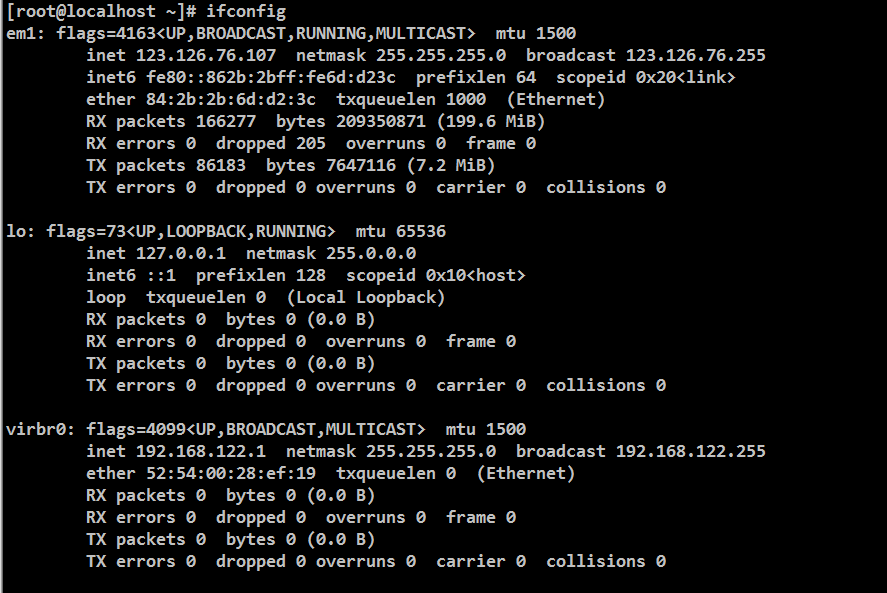 [root@localhost ~]# ifconfig
em1: flags=4163<UP,BROADCAST,RUNNING,MULTICAST>  mtu 1500
        inet 123.126.76.107  netmask 255.255.255.0  broadcast 123.126.76.255
        inet6 fe80::862b:2bff:fe6d:d23c  prefixlen 64  scopeid 0x20<link>
        ether 84:2b:2b:6d:d2:3c  txqueuelen 1000  (Ethernet)
        RX packets 166277  bytes 209350871 (199.6 MiB)
        RX errors 0  dropped 205  overruns 0  frame 0
        TX packets 86183  bytes 7647116 (7.2 MiB)
        TX errors 0  dropped 0 overruns 0  carrier 0  collisions 0

lo: flags=73<UP,LOOPBACK,RUNNING>  mtu 65536
        inet 127.0.0.1  netmask 255.0.0.0
        inet6 ::1  prefixlen 128  scopeid 0x10<host>
        loop  txqueuelen 0  (Local Loopback)
        RX packets 0  bytes 0 (0.0 B)
        RX errors 0  dropped 0  overruns 0  frame 0
        TX packets 0  bytes 0 (0.0 B)
        TX errors 0  dropped 0 overruns 0  carrier 0  collisions 0

virbr0: flags=4099<UP,BROADCAST,MULTICAST>  mtu 1500
        inet 192.168.122.1  netmask 255.255.255.0  broadcast 192.168.122.255
        ether 52:54:00:28:ef:19  txqueuelen 0  (Ethernet)
        RX packets 0  bytes 0 (0.0 B)
        RX errors 0  dropped 0  overruns 0  frame 0
        TX packets 0  bytes 0 (0.0 B)
        TX errors 0  dropped 0 overruns 0  carrier 0  collisions 0